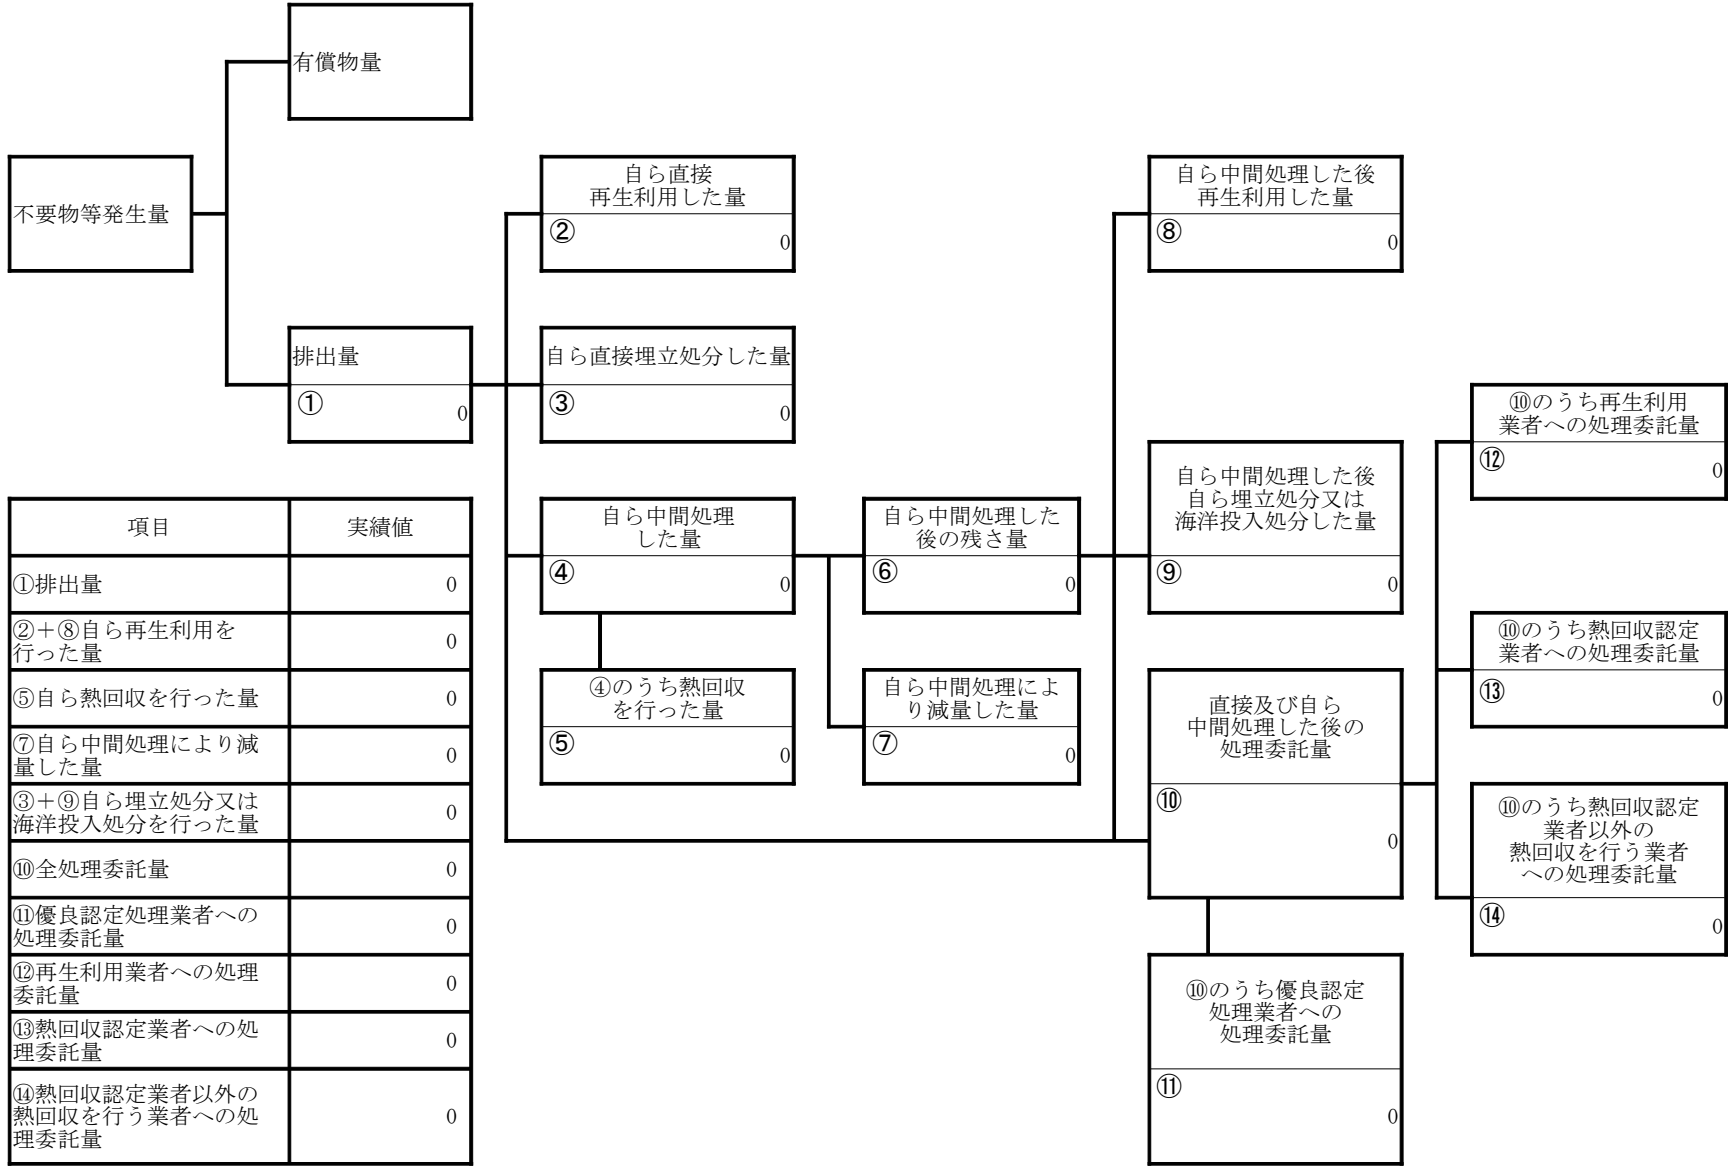 有償物量
不要物等発生量
排出量
①
0
自ら直接
再生利用した量
②
0
自ら直接埋立処分した量
③
0
自ら中間処理
した量
④
0
④のうち熱回収
を行った量
⑤
0
自ら中間処理した
後の残さ量
⑥
0
自ら中間処理によ
り減量した量
⑦
0
自ら中間処理した後
再生利用した量
⑧
0
自ら中間処理した後
自ら埋立処分又は
海洋投入処分した量
⑨
0
直接及び自ら
中間処理した後の
処理委託量
⑩
0
⑩のうち優良認定
処理業者への
処理委託量
⑪
0
⑩のうち再生利用
業者への処理委託量
⑫
0
⑩のうち熱回収認定
業者への処理委託量
⑬
0
⑩のうち熱回収認定
業者以外の
熱回収を行う業者
への処理委託量
⑭
0
項目 実績値
①排出量 0
②+⑧自ら再生利用を
行った量 0
⑤自ら熱回収を行った量 0
⑦自ら中間処理により減
量した量 0
③+⑨自ら埋立処分又は
海洋投入処分を行った量 0
⑩全処理委託量 0
⑪優良認定処理業者への
処理委託量 0
⑫再生利用業者への処理
委託量 0
⑬熱回収認定業者への処
理委託量 0
⑭熱回収認定業者以外の
熱回収を行う業者への処 0
理委託量